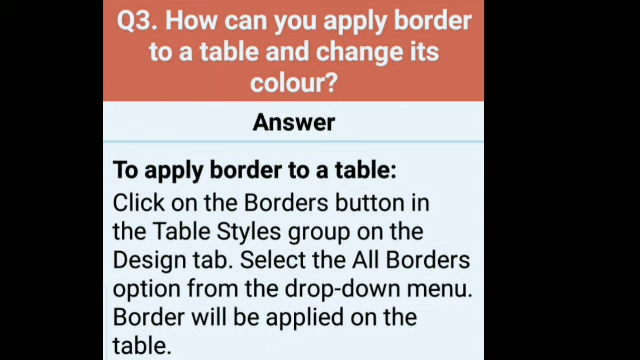 Q3. How can you apply border
to a table and change its
colour?
Answer
To apply border to a table:
Click on the Borders button in
the Table Styles group on the
Design tab. Select the All Borders
option from the drop-down menu.
Border will be applied on the
table.